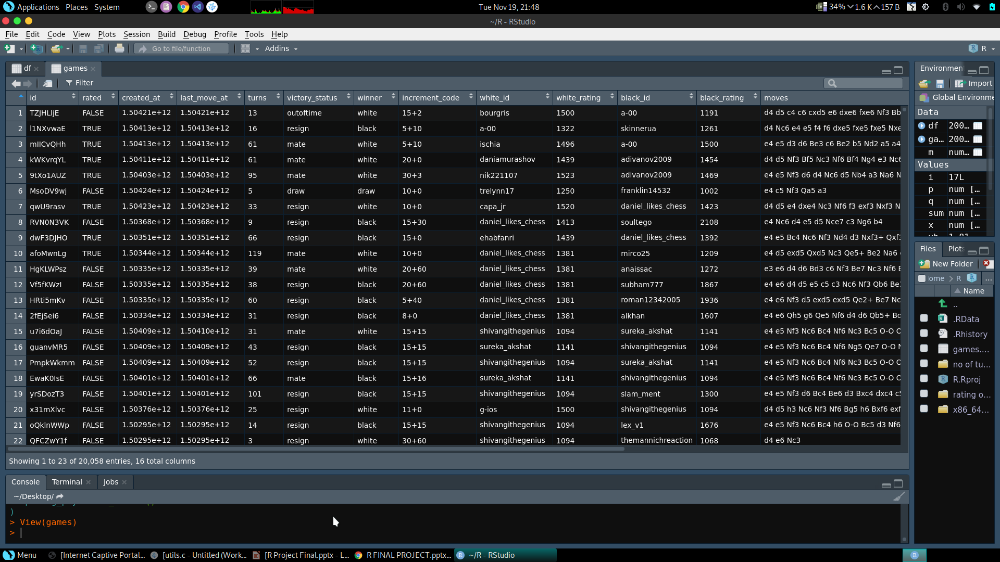 Applications Places System Tue Nov 19, 21:48 34% 1.6 K 157 B
~/R - RStudio
File Edit Code View Plots Session Build Debug Profile Tools Help
Go to file/function Addins R
df games
Filter
id rated created_at last_move_at turns victory_status winner increment_code white_id white_rating black_id black_rating moves
1 TZJHLljE FALSE 1.50421e+12 1.50421e+12 13 outoftime white 15+2 bourgris 1500 a-00 1191 d4 d5 c4 c6 cxd5 e6 dxe6 fxe6 Nf3 Bb
2 l1NXvwaE TRUE 1.50413e+12 1.50413e+12 16 resign black 5+10 a-00 1322 skinnerua 1261 d4 Nc6 e4 e5 f4 f6 dxe5 fxe5 fxe5 Nxe
3 mIICvQHh TRUE 1.50413e+12 1.50413e+12 61 mate white 5+10 ischia 1496 a-00 1500 e4 e5 d3 d6 Be3 c6 Be2 b5 Nd2 a5 a4
4 kWKvrqYL TRUE 1.50411e+12 1.50411e+12 61 mate white 20+0 daniamurashov 1439 adivanov2009 1454 d4 d5 Nf3 Bf5 Nc3 Nf6 Bf4 Ng4 e3 Nc6
5 9tXo1AUZ TRUE 1.50403e+12 1.50403e+12 95 mate white 30+3 nik221107 1523 adivanov2009 1469 e4 e5 Nf3 d6 d4 Nc6 d5 Nb4 a3 Na6 N
6 MsoDV9wj FALSE 1.50424e+12 1.50424e+12 5 draw draw 10+0 trelynn17 1250 franklin14532 1002 e4 c5 Nf3 Qa5 a3
7 qwU9rasv TRUE 1.50423e+12 1.50423e+12 33 resign white 10+0 capa_jr 1520 daniel_likes_chess 1423 d4 d5 e4 dxe4 Nc3 Nf6 f3 exf3 Nxf3 N
8 RVN0N3VK FALSE 1.50368e+12 1.50368e+12 9 resign black 15+30 daniel_likes_chess 1413 soultego 2108 e4 Nc6 d4 e5 d5 Nce7 c3 Ng6 b4
9 dwF3DJHO TRUE 1.50351e+12 1.50351e+12 66 resign black 15+0 ehabfanri 1439 daniel_likes_chess 1392 e4 e5 Bc4 Nc6 Nf3 Nd4 d3 Nxf3+ Qxf3
10 afoMwnLg TRUE 1.50344e+12 1.50344e+12 119 mate white 10+0 daniel_likes_chess 1381 mirco25 1209 e4 d5 exd5 Qxd5 Nc3 Qe5+ Be2 Na6
11 HgKLWPsz FALSE 1.50335e+12 1.50335e+12 39 mate white 20+60 daniel_likes_chess 1381 anaissac 1272 e3 e6 d4 d6 Bd3 c6 Nf3 Be7 Nc3 Nf6
12 Vf5fKWzI FALSE 1.50335e+12 1.50335e+12 38 resign black 20+60 daniel_likes_chess 1381 subham777 1867 e4 e6 d4 d5 e5 c5 c3 Nc6 Nf3 Qb6 Be
13 HRti5mKv FALSE 1.50335e+12 1.50335e+12 60 resign black 5+40 daniel_likes_chess 1381 roman12342005 1936 e4 e6 Nf3 d5 exd5 exd5 Qe2+ Be7 Nc
14 2fEjSei6 FALSE 1.50334e+12 1.50334e+12 31 resign black 8+0 daniel_likes_chess 1381 alkhan 1607 e4 e6 Qh5 g6 Qe5 Nf6 d4 d6 Qb5+ Bd
15 u7i6dOaJ FALSE 1.50409e+12 1.50410e+12 31 mate white 15+15 shivangithegenius 1094 sureka_akshat 1141 e4 e5 Nf3 Nc6 Bc4 Nf6 Nc3 Bc5 O-O O
16 guanvMR5 FALSE 1.50409e+12 1.50409e+12 43 resign black 15+15 sureka_akshat 1141 shivangithegenius 1094 e4 e5 Nf3 Nc6 Bc4 Nf6 Ng5 Qe7 O-O
17 PmpkWkmm FALSE 1.50409e+12 1.50409e+12 52 resign black 15+15 shivangithegenius 1094 sureka_akshat 1141 e4 e5 Nf3 Nc6 Bc4 Nf6 Nc3 Bc5 O-O O
18 EwaK0IsE FALSE 1.50401e+12 1.50401e+12 66 mate black 15+16 sureka_akshat 1141 shivangithegenius 1094 e4 e5 Nf3 Nc6 Bc4 Nf6 Nc3 Bc5 O-O O
19 yrSDozT3 FALSE 1.50401e+12 1.50401e+12 101 resign black 15+15 shivangithegenius 1094 slam_ment 1300 e4 e5 Nf3 d6 Bc4 Be6 d3 Bxc4 dxc4 c5
20 x31mXlvc FALSE 1.50376e+12 1.50376e+12 25 resign white 11+0 g-ios 1500 shivangithegenius 1094 d4 d5 h3 Nc6 Nf3 Nf6 Bg5 h6 Bxf6 exf
21 oQklnWWp FALSE 1.50295e+12 1.50295e+12 14 resign black 15+15 shivangithegenius 1094 lex_v1 1676 e4 e5 Nf3 Nc6 Bc4 h6 O-O Bc5 d3 Nf6
22 QFCZwY1f FALSE 1.50295e+12 1.50295e+12 3 resign white 30+60 shivangithegenius 1094 themannichreaction 1068 d4 e6 Nc3
Showing 1 to 23 of 20,058 entries, 16 total columns
Console Terminal Jobs
~/Desktop/
)
> View(games)
>
Environmen
Import
Global Environme
Data
df 200...
ga... 200...
m num...
Values
i 17L
p num [...
q num [...
sum num [...
x num [...
Files Plots
New Folder
ome R ...
Name
..
.RData
.Rhistory
games....
no of tu...
R.Rproj
rating o...
x86_64...
Menu [Internet Captive Portal... [utils.c - Untitled (Work... [R Project Final.pptx - L... R FINAL PROJECT.pptx... ~/R - RStudio